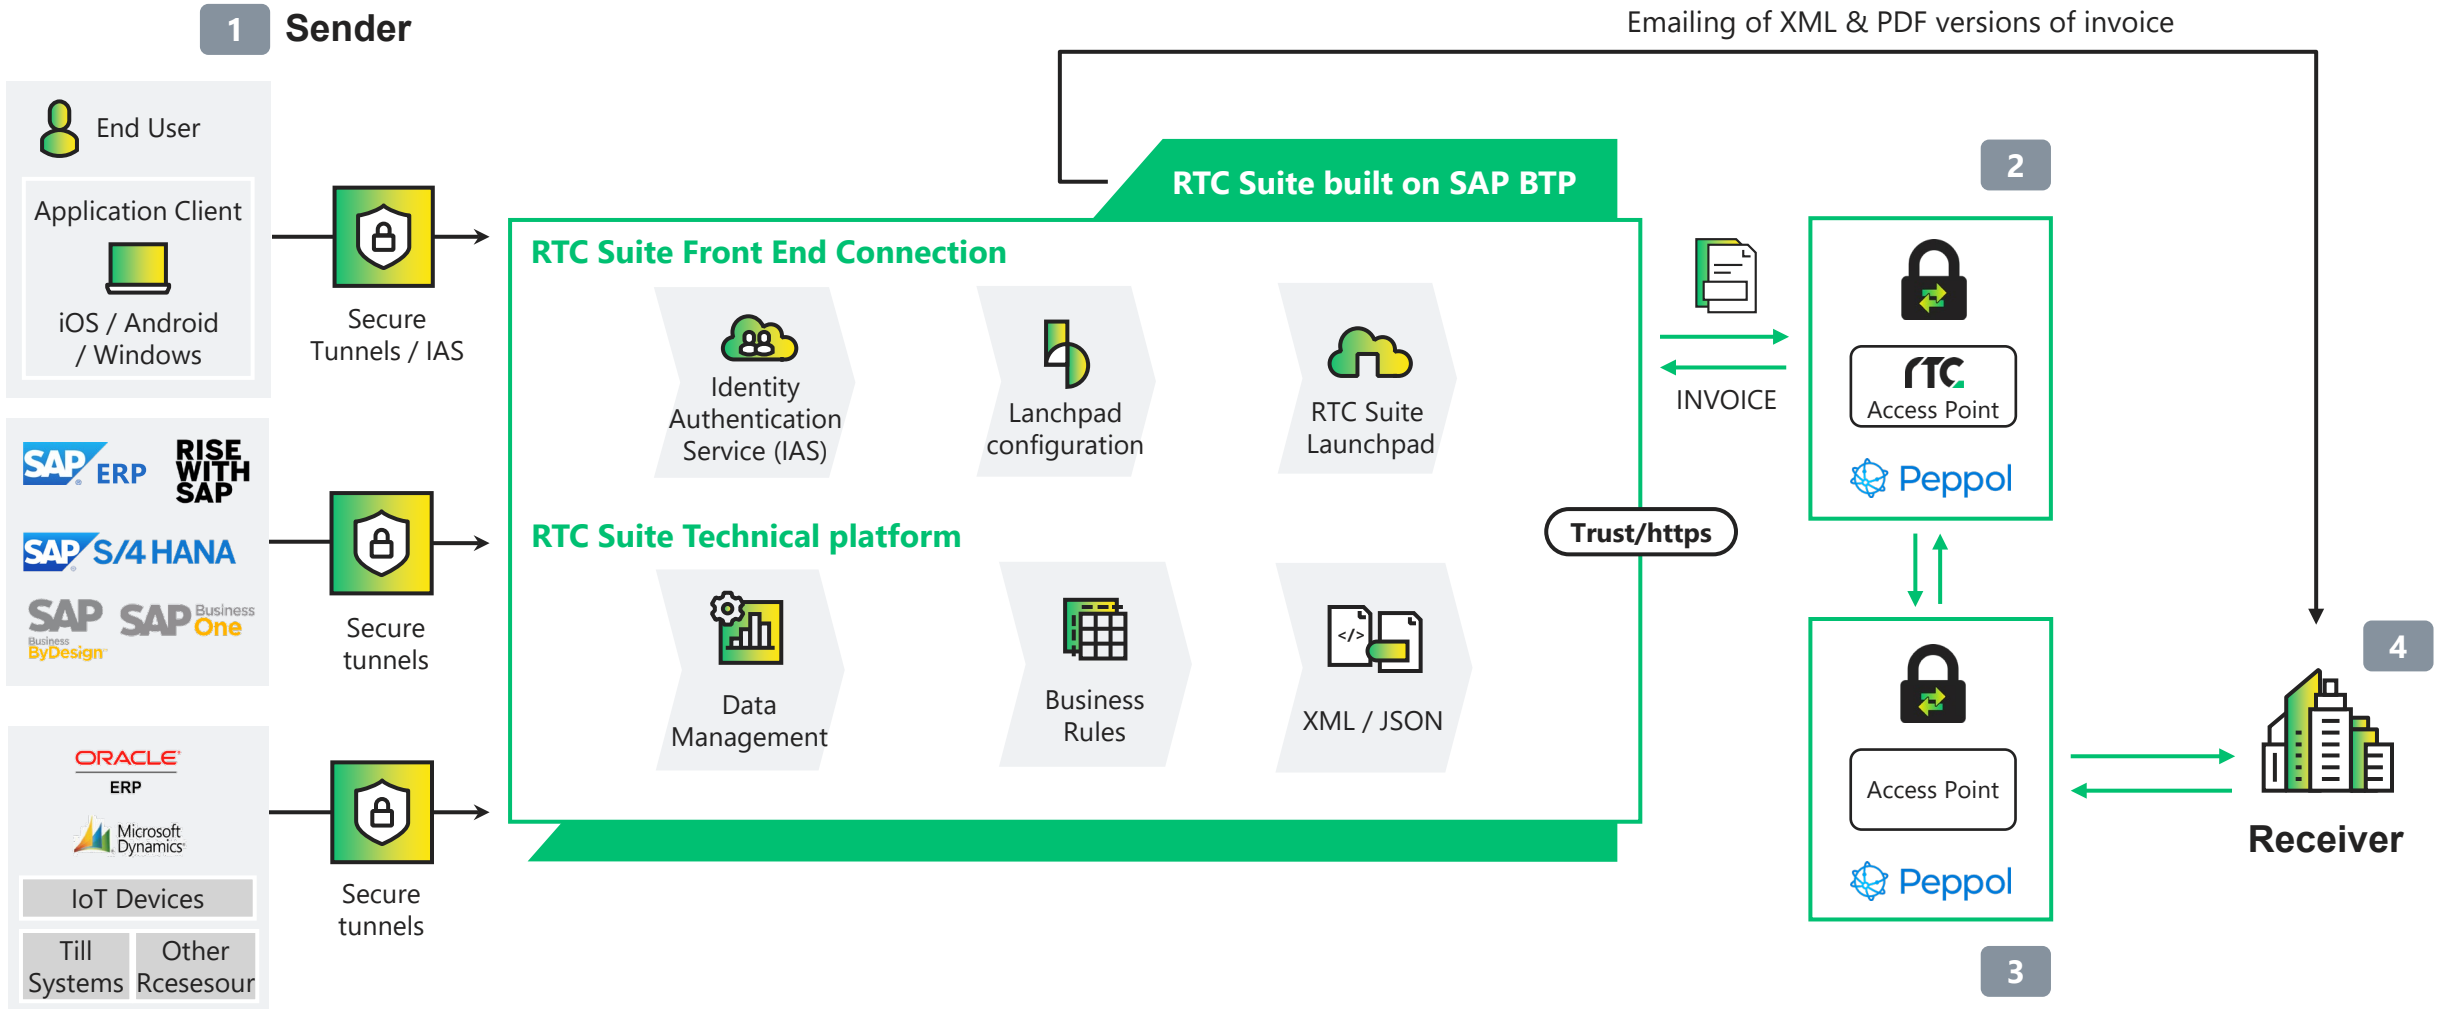 1 Sender
Emailing of XML & PDF versions of invoice
End User
Application Client
iOS / Android
/ Windows
Secure
Tunnels / IAS
SAP ERP
RISE
WITH
SAP
SAP S/4 HANA
SAP
Business
ByDesign
SAP Business
One
Secure
tunnels
ORACLE
ERP
Microsoft
Dynamics
IoT Devices
Till
Systems
Other
Rcesesour
Secure
tunnels
RTC Suite built on SAP BTP
RTC Suite Front End Connection
Identity
Authentication
Service (IAS)
Lanchpad
configuration
RTC Suite
Launchpad
RTC Suite Technical platform
Data
Management
Business
Rules
</>
XML / JSON
Trust/https
INVOICE
2
rTC
Access Point
Peppol
Access Point
Peppol
3
4
Receiver